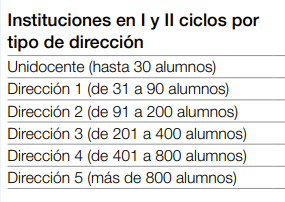 Instituciones en I y II ciclos por
tipo de dirección
Unidocente (hasta 30 alumnos)
Dirección 1 (de 31 a 90 alumnos)
Dirección 2 (de 91 a 200 alumnos)
Dirección 3 (de 201 a 400 alumnos)
Dirección 4 (de 401 a 800 alumnos)
Dirección 5 (más de 800 alumnos)